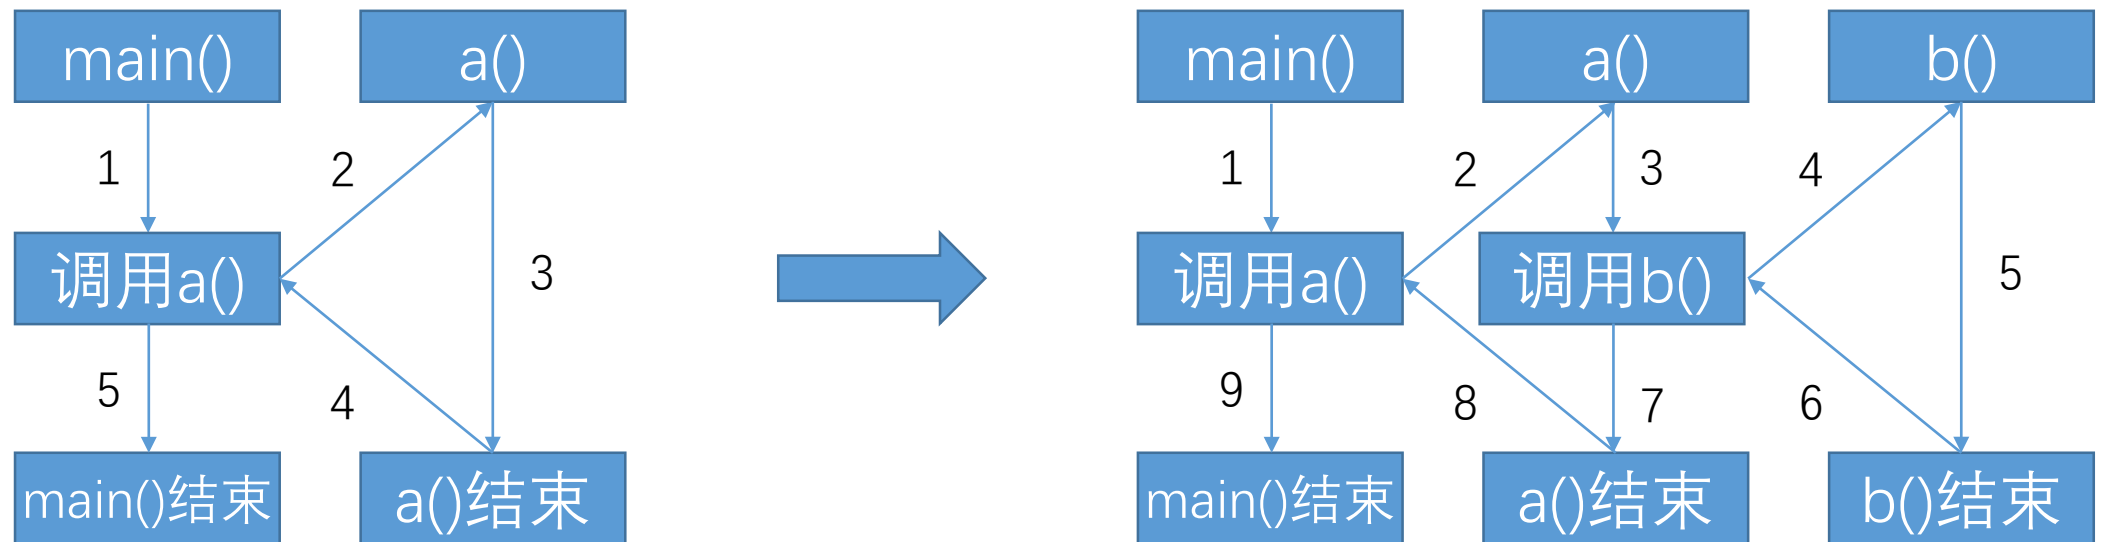 main() a() main() a() b()
1 2 1 2 3 4
调用a() 3 调用a() 调用b() 5
5 4 9 8 7 6
main()结束 a()结束 main()结束 a()结束 b()结束